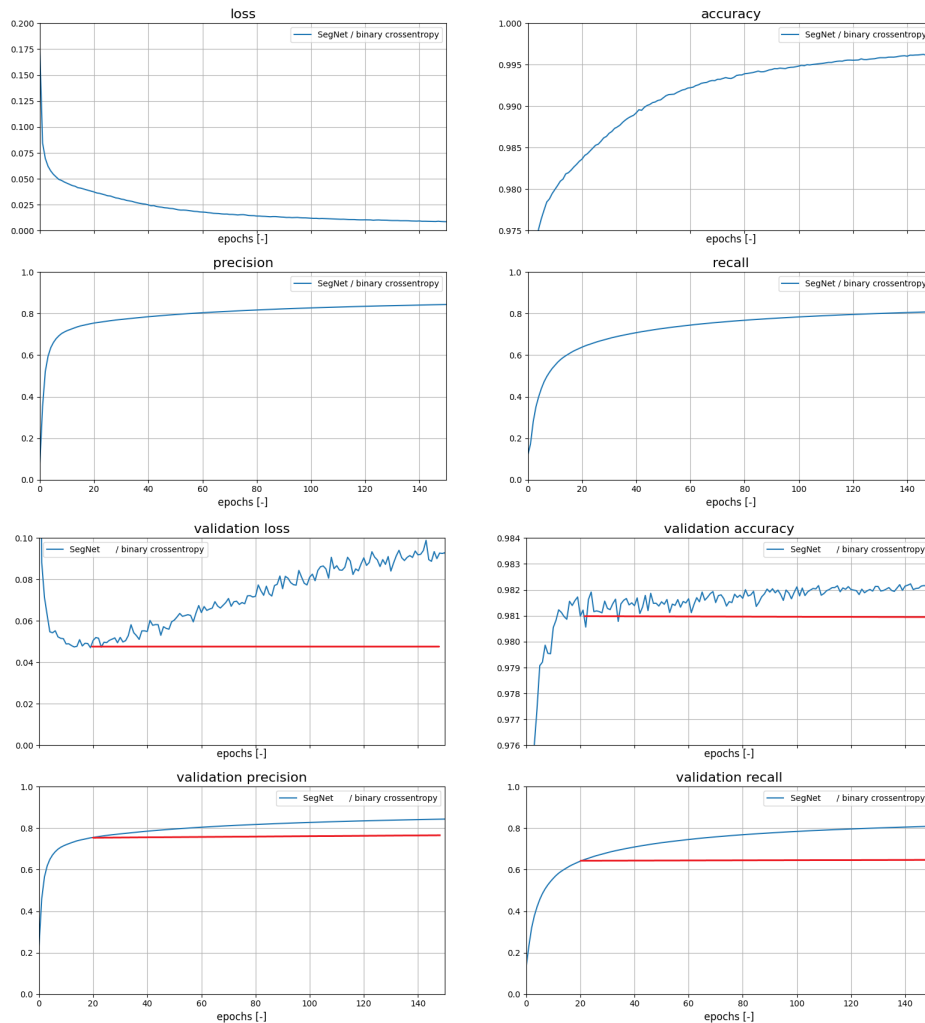 loss
0.200
0.175
0.150
0.125
0.100
0.075
0.050
0.025
0.000
SegNet / binary crossentropy
epochs [-]
accuracy
1.000
0.995
0.990
0.985
0.980
0.975
SegNet / binary crossentropy
epochs [-]
precision
1.0
0.8
0.6
0.4
0.2
0.0
SegNet / binary crossentropy
0 20 40 60 80 100 120 140
epochs [-]
recall
1.0
0.8
0.6
0.4
0.2
0.0
SegNet / binary crossentropy
0 20 40 60 80 100 120 140
epochs [-]
validation loss
0.10
0.08
0.06
0.04
0.02
0.00
SegNet / binary crossentropy
epochs [-]
validation accuracy
0.984
0.983
0.982
0.981
0.980
0.979
0.978
0.977
0.976
SegNet / binary crossentropy
epochs [-]
validation precision
1.0
0.8
0.6
0.4
0.2
0.0
SegNet / binary crossentropy
0 20 40 60 80 100 120 140
epochs [-]
validation recall
1.0
0.8
0.6
0.4
0.2
0.0
SegNet / binary crossentropy
0 20 40 60 80 100 120 140
epochs [-]